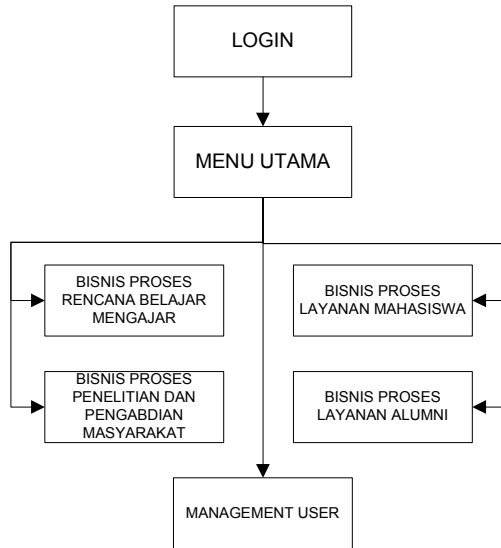 LOGIN
MENU UTAMA
BISNIS PROSES
RENCANA BELAJAR
MENGAJAR
BISNIS PROSES
LAYANAN MAHASISWA
BISNIS PROSES
PENELITIAN DAN
PENGABDIAN
MASYARAKAT
BISNIS PROSES
LAYANAN ALUMNI
MANAGEMENT USER